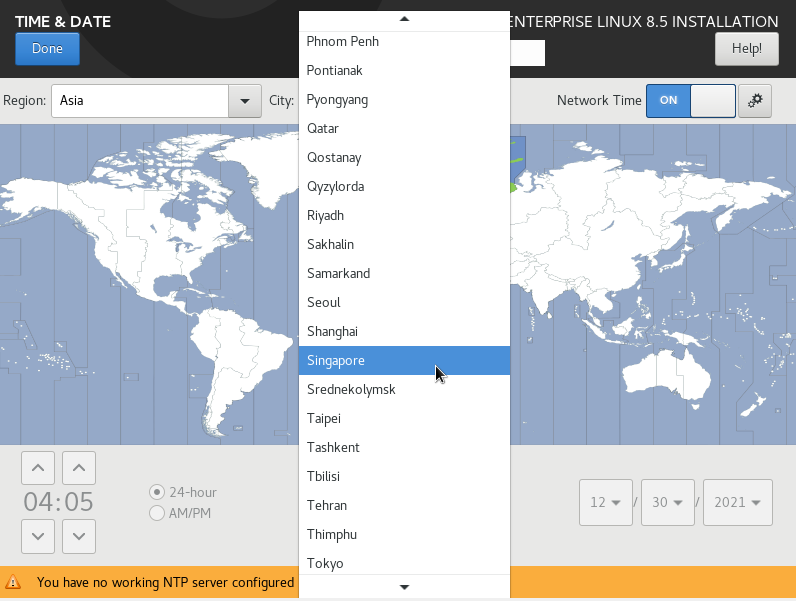 TIME & DATE
ENTERPRISE LINUX 8.5 INSTALLATION
Done
Help!
Region:
Asia
City:
Network Time
ON
Phnom Penh
Pontianak
Pyongyang
Qatar
Qostanay
Qyzylorda
Riyadh
Sakhalin
Samarkand
Seoul
Shanghai
Singapore
Srednekolymsk
Taipei
Tashkent
Tbilisi
Tehran
Thimphu
Tokyo
04:05
24-hour
AM/PM
12 / 30 / 2021
You have no working NTP server configured